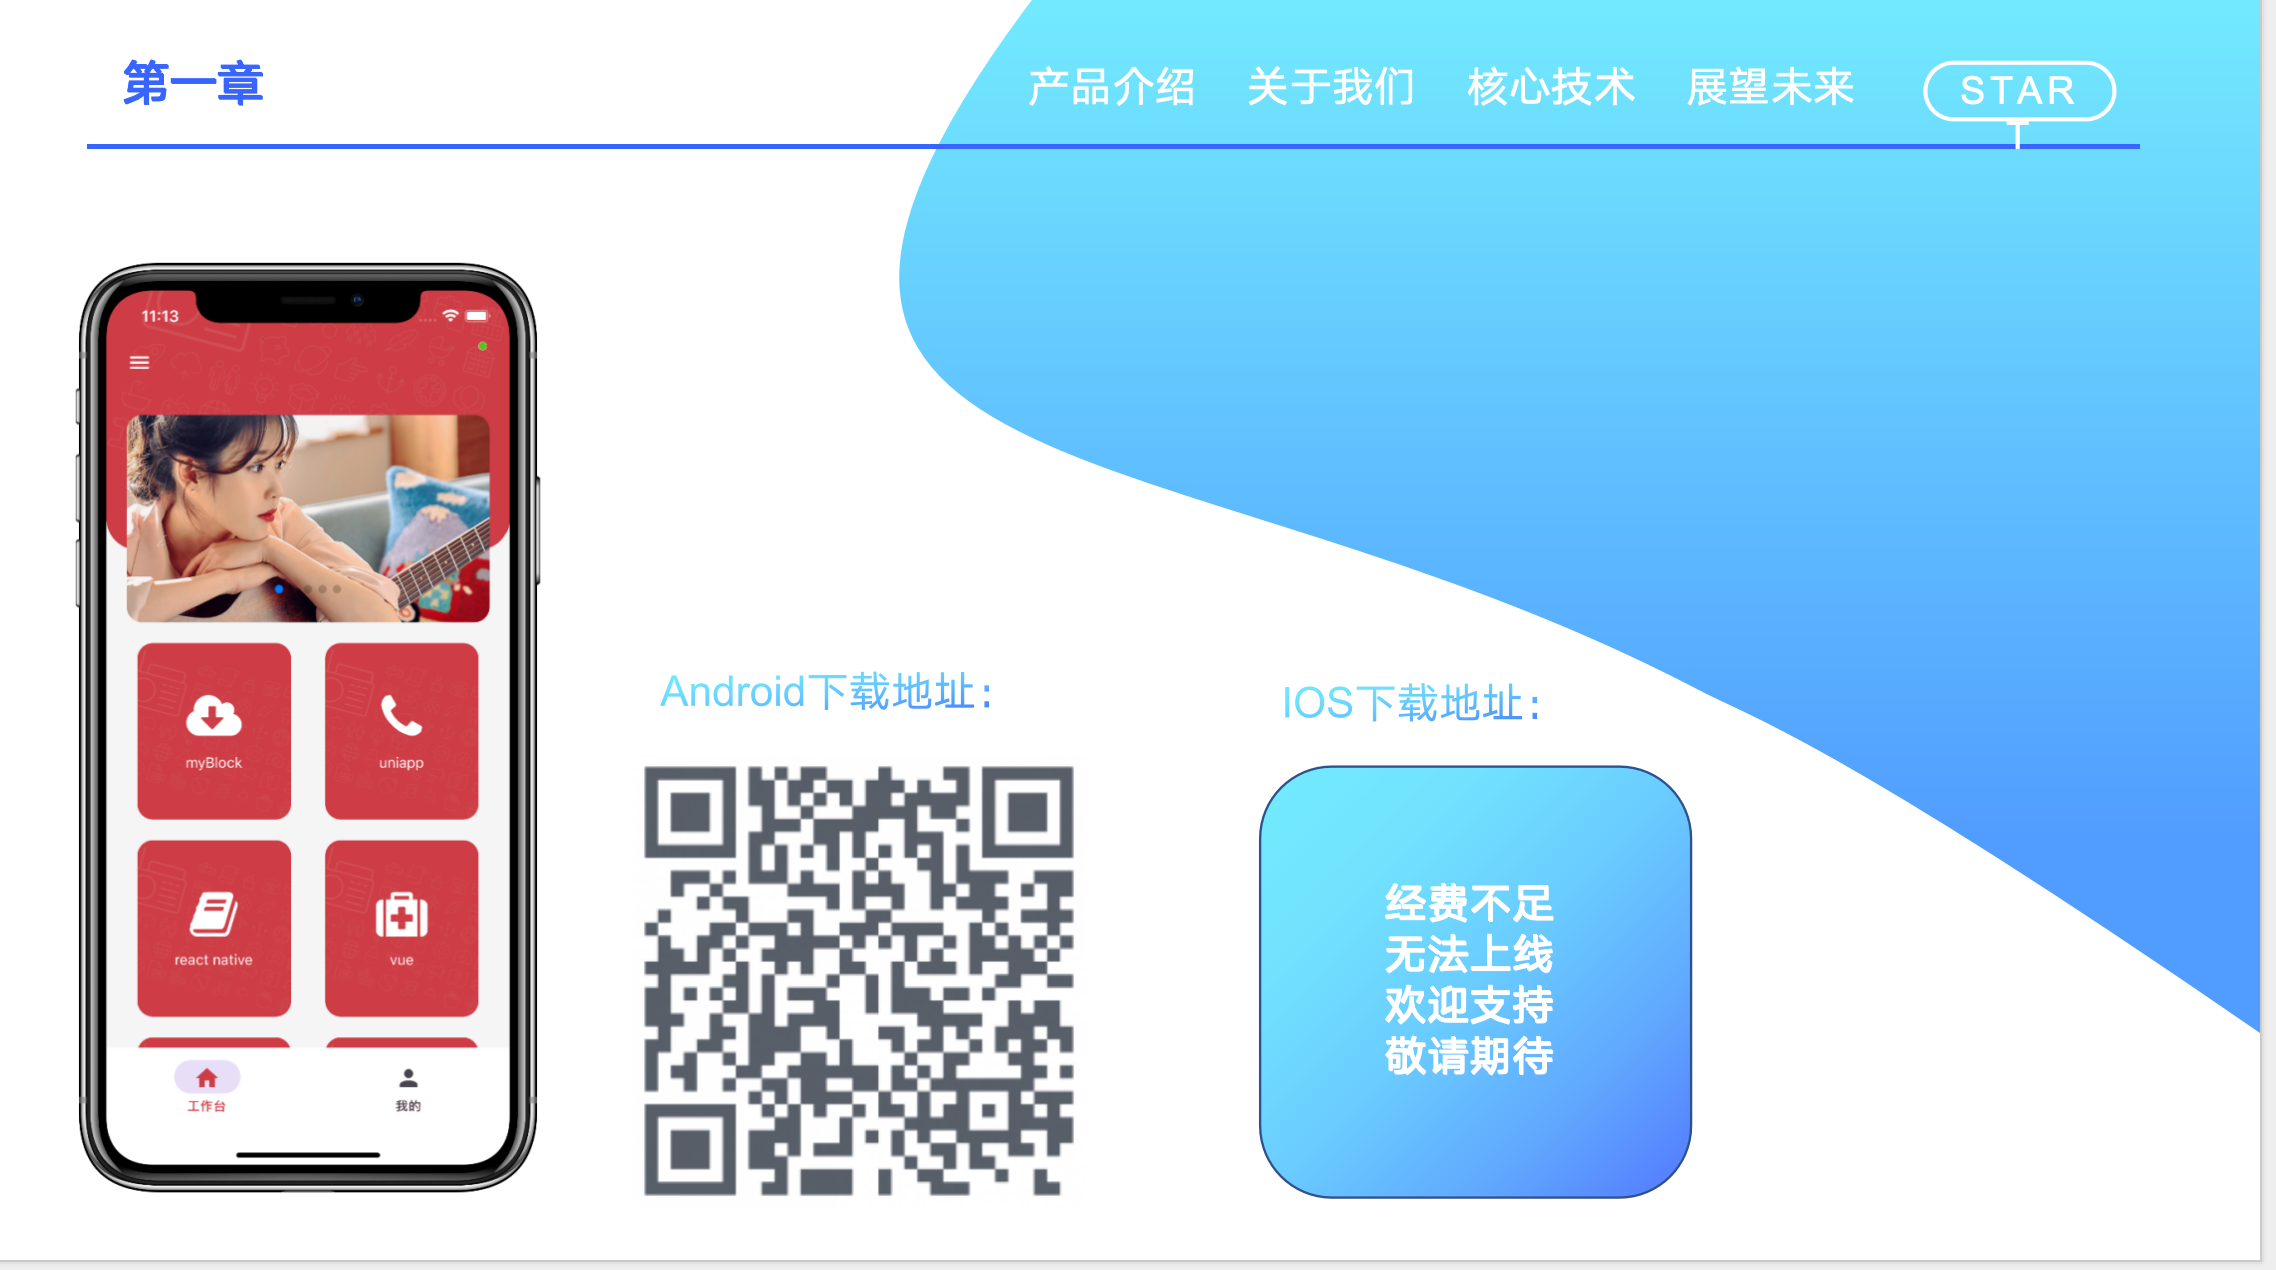 第一章
产品介绍 关于我们 核心技术 展望未来 STAR
11:13
myBlock uniapp
react native vue
工作台 我的
Android下载地址：
IOS下载地址：
经费不足
无法上线
欢迎支持
敬请期待